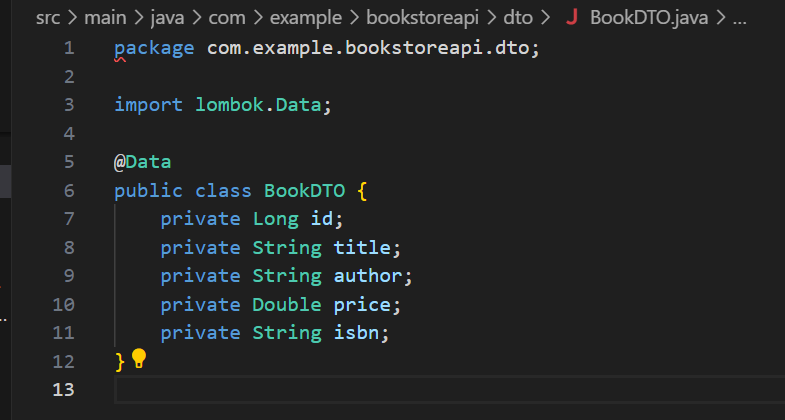 src > main > java > com > example > bookstoreapi > dto > J BookDTO.java > ...
1 package com.example.bookstoreapi.dto;
2
3 import lombok.Data;
4
5 @Data
6 public class BookDTO {
7 private Long id;
8 private String title;
9 private String author;
10 private Double price;
11 private String isbn;
12 }
13